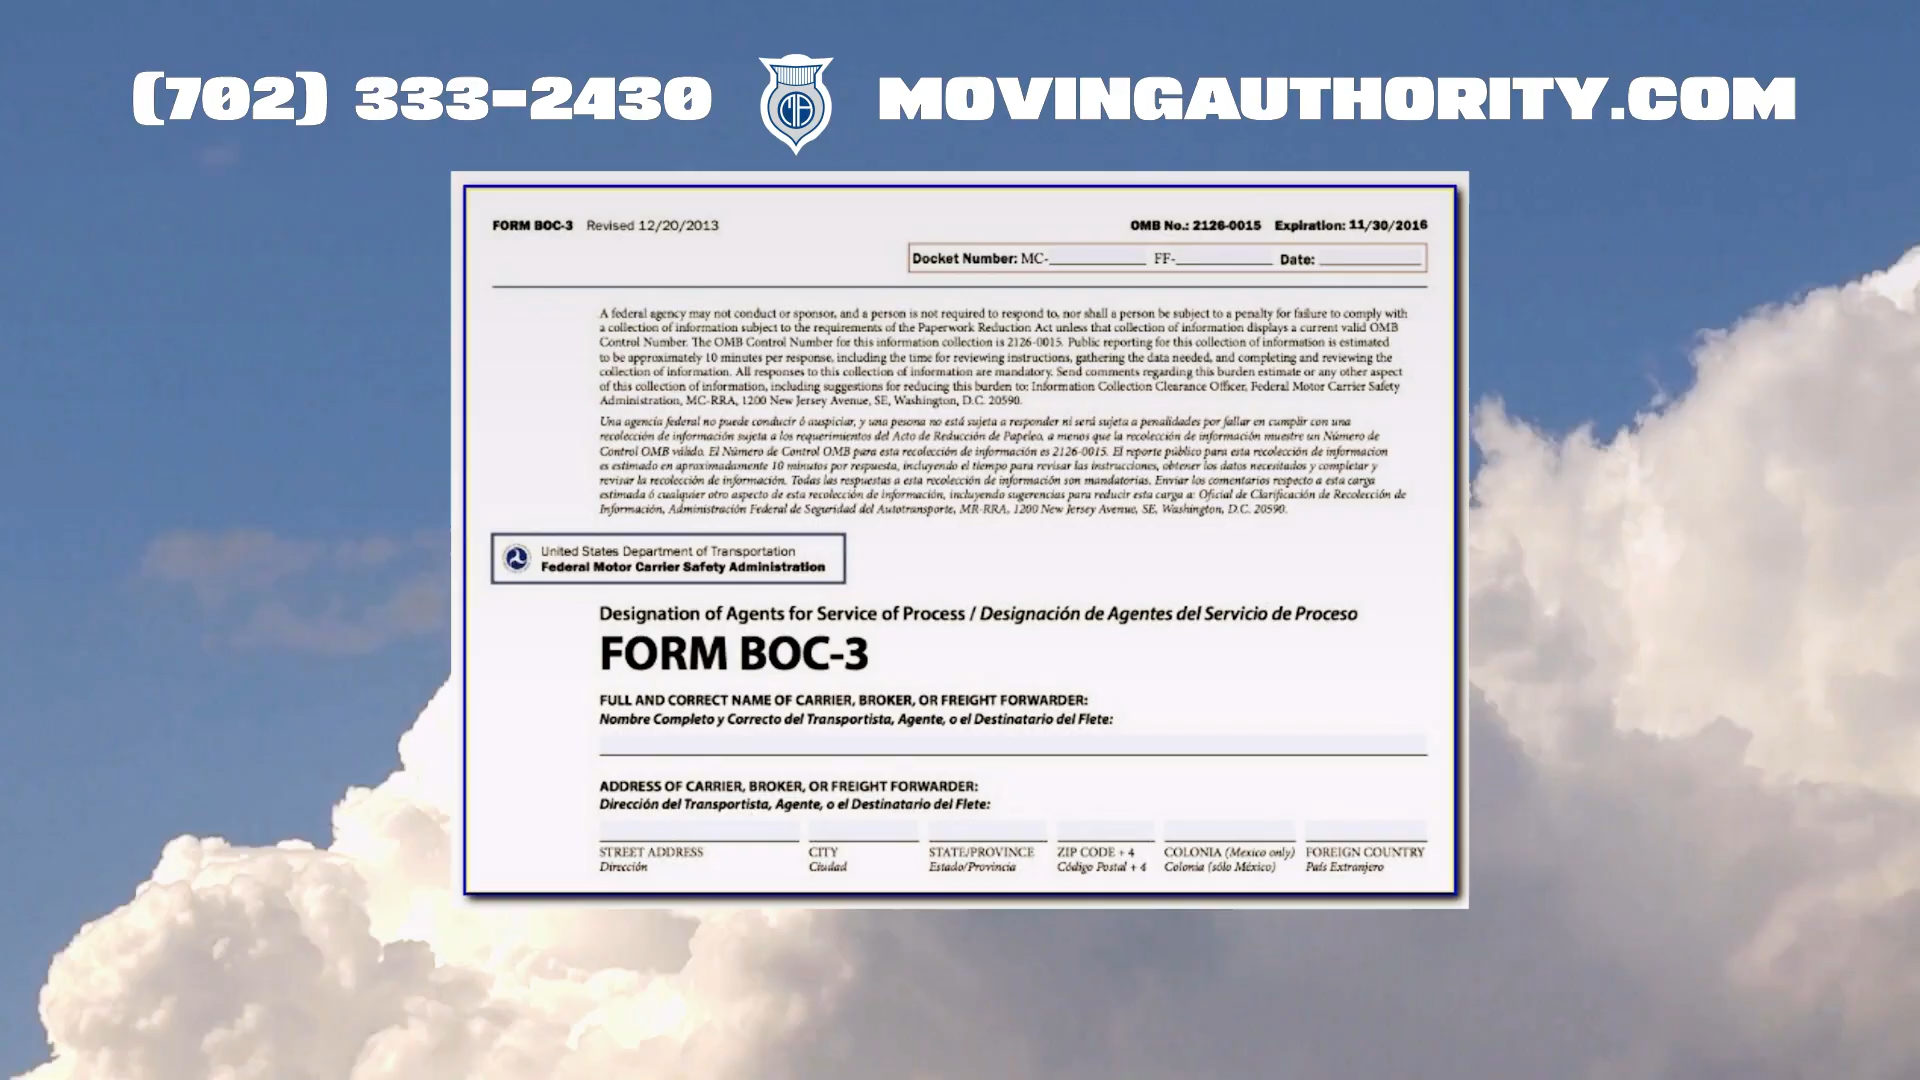 (702) 333-2430 MA MOVINGAUTHORITY.COM
FORM BOC-3 Revised 12/20/2013 OMB No.: 2126-0015 Expiration: 11/30/2016
Docket Number: MC-__________ FF-__________ Date: __________
A federal agency may not conduct or sponsor, and a person is not required to respond to, nor shall a person be subject to a penalty for failure to comply with
a collection of information subject to the requirements of the Paperwork Reduction Act unless that collection of information displays a current valid OMB
Control Number. The OMB Control Number for this information collection is 2126-0015. Public reporting for this collection of information is estimated
to be approximately 10 minutes per response, including the time for reviewing instructions, gathering the data needed, and completing and reviewing the
collection of information. All responses to this collection of information are mandatory. Send comments regarding this burden estimate or any other aspect
of this collection of information, including suggestions for reducing this burden to: Information Collection Clearance Officer, Federal Motor Carrier Safety
Administration, MC-RRA, 1200 New Jersey Avenue, SE, Washington, D.C. 20590.
Una agencia federal no puede conducir ó auspiciar, y una pesona no está sujeta a responder ni será sujeta a penalidades por fallar en cumplir con una
recolección de información sujeta a los requerimientos del Acto de Reducción de Papeleo, a menos que la recolección de información muestre un Número de
Control OMB válido. El Número de Control OMB para esta recolección de información es 2126-0015. El reporte público para esta recolección de informacion
es estimado en aproximadamente 10 minutos por respuesta, incluyendo el tiempo para revisar las instrucciones, obtener los datos necesitados y completar y
revisar la recolección de información. Todas las respuestas a esta recolección de información son mandatorias. Enviar los comentarios respecto a esta carga
estimada ó cualquier otro aspecto de esta recolección de información, incluyendo sugerencias para reducir esta carga a: Oficial de Clarificación de Recolección de
Información, Administración Federal de Seguridad del Autotransporte, MR-RRA, 1200 New Jersey Avenue, SE, Washington, D.C. 20590.
United States Department of Transportation
Federal Motor Carrier Safety Administration
Designation of Agents for Service of Process / Designación de Agentes del Servicio de Proceso
FORM BOC-3
FULL AND CORRECT NAME OF CARRIER, BROKER, OR FREIGHT FORWARDER:
Nombre Completo y Correcto del Transportista, Agente, o el Destinatario del Flete:
ADDRESS OF CARRIER, BROKER, OR FREIGHT FORWARDER:
Dirección del Transportista, Agente, o el Destinatario del Flete:
STREET ADDRESS CITY STATE/PROVINCE ZIP CODE + 4 COLONIA (Mexico only) FOREIGN COUNTRY
Dirección Ciudad Estado/Provincia Código Postal + 4 Colonia (sólo México) País Extranjero